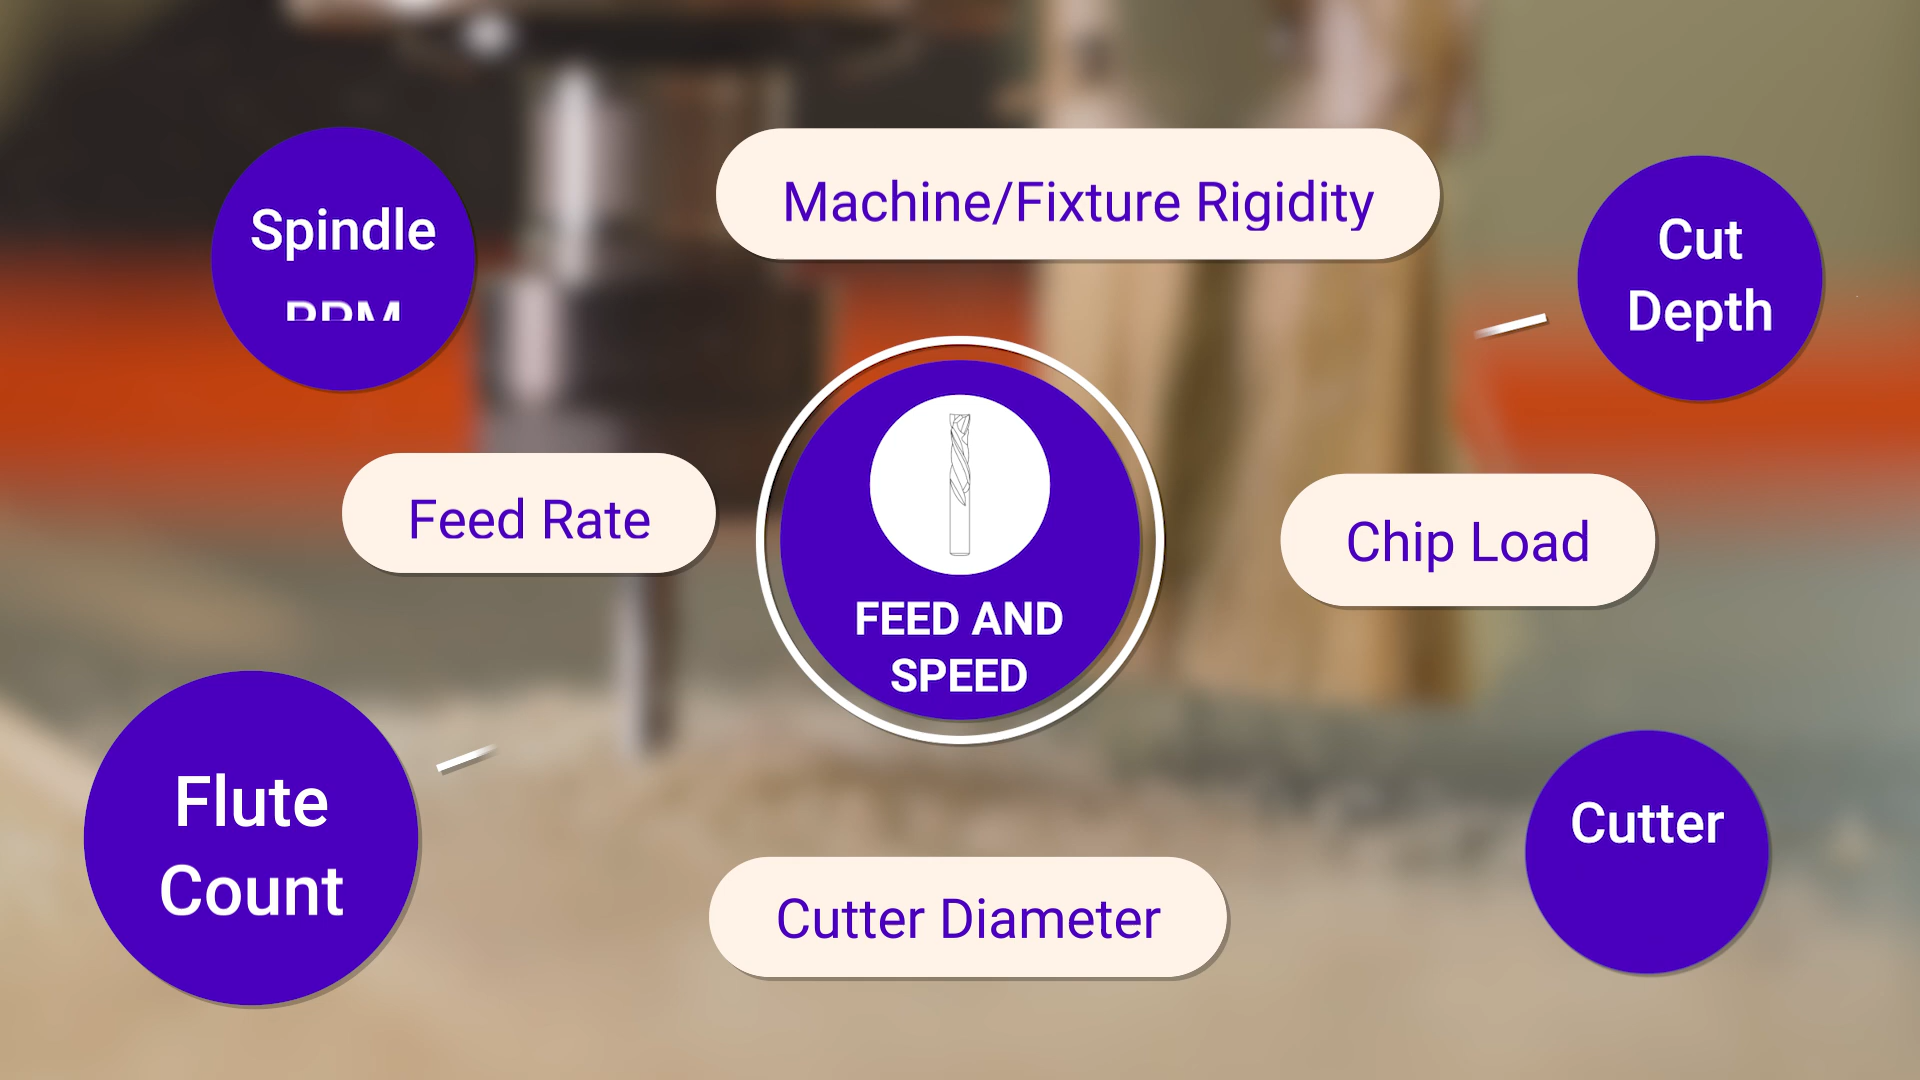 Spindle
Machine/Fixture Rigidity
Cut
Depth
Feed Rate
FEED AND
SPEED
Chip Load
Flute
Count
Cutter Diameter
Cutter